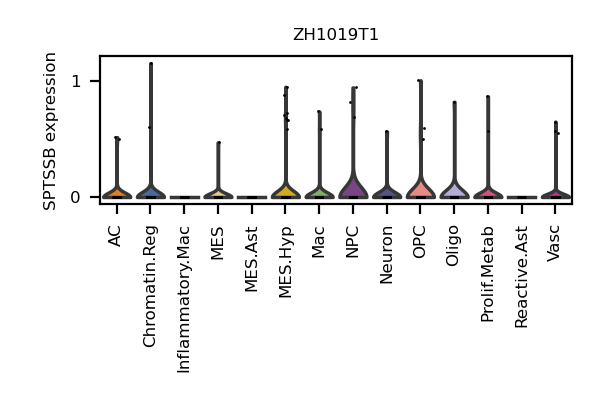 ZH1019T1
SPTSSB expression
1
0
AC
Chromatin.Reg
Inflammatory.Mac
MES
MES.Ast
MES.Hyp
Mac
NPC
Neuron
OPC
Oligo
Prolif.Metab
Reactive.Ast
Vasc